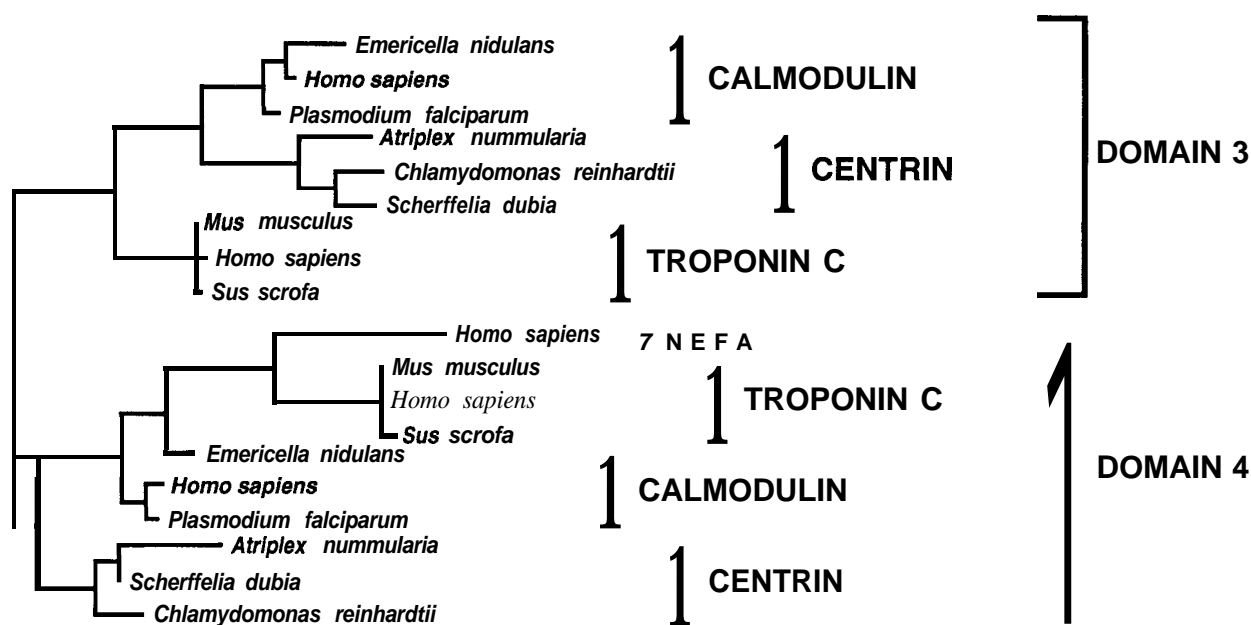 Emericella nidulans
Homo sapiens
CALMODULIN
Plasmodium falciparum
Atriplex nummularia
Chlamydomonas reinhardtii
CENTRIN
DOMAIN 3
Scherffelia dubia
Mus musculus
Homo sapiens
TROPONIN C
Sus scrofa
Homo sapiens 7 NEFA
Mus musculus
Homo sapiens
TROPONIN C
Sus scrofa
Emericella nidulans
DOMAIN 4
Homo sapiens
CALMODULIN
Plasmodium falciparum
Atriplex nummularia
Scherffelia dubia
CENTRIN
Chlamydomonas reinhardtii